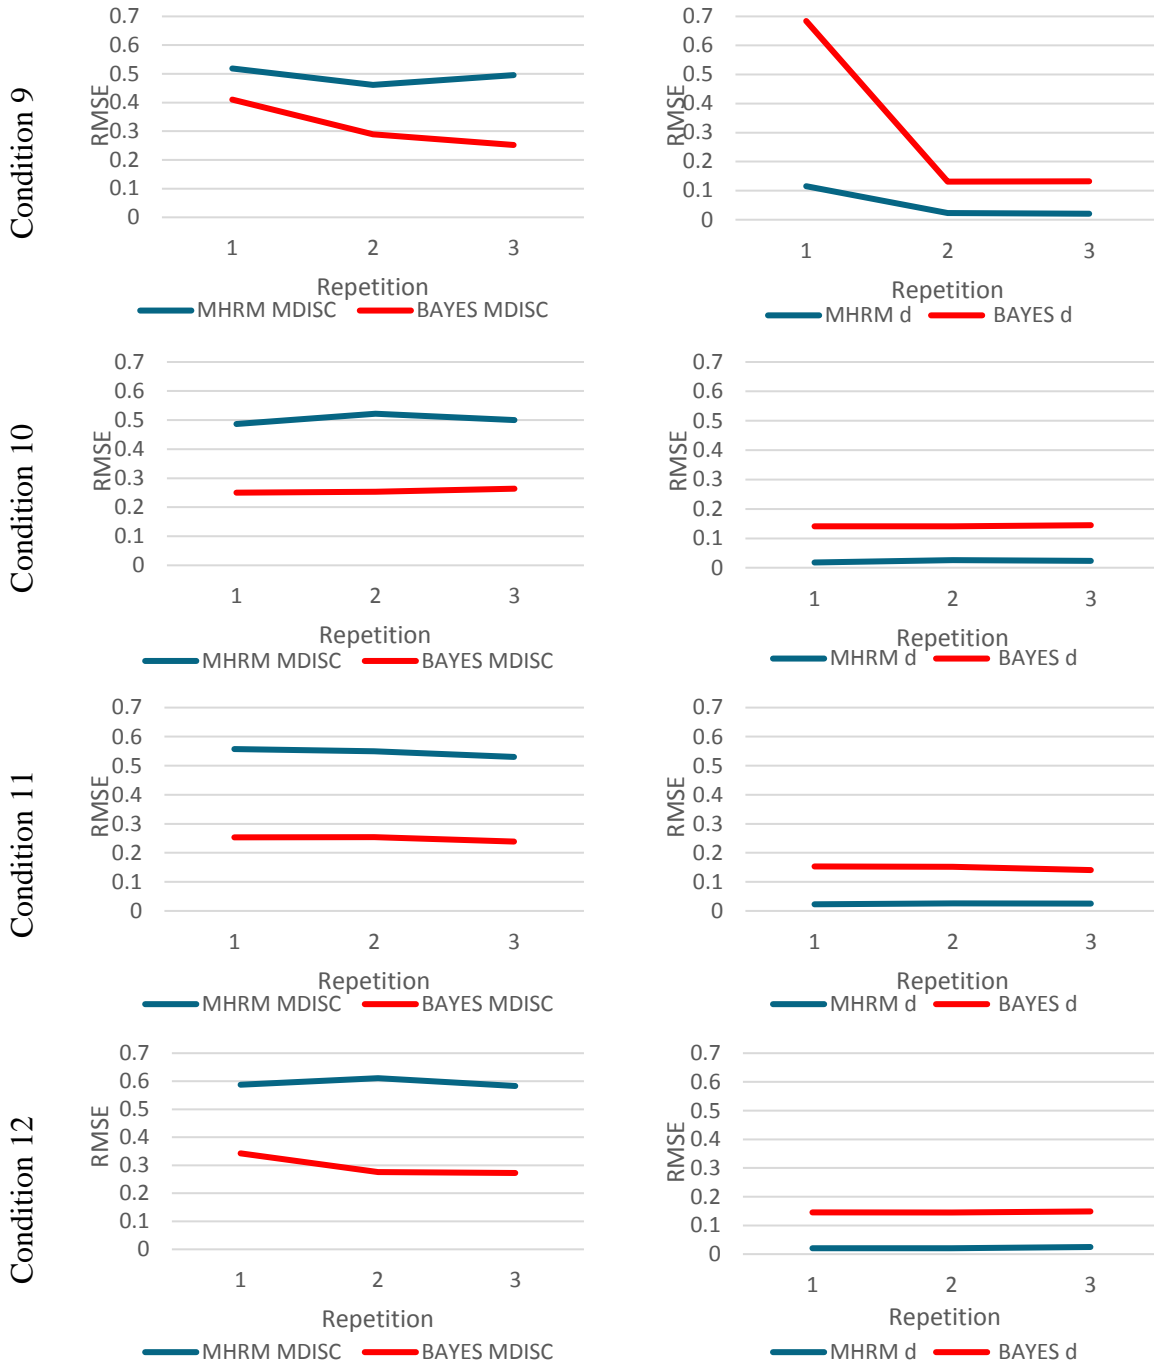 Condition 9
0.7
0.6
0.5
0.4
0.3
0.2
0.1
0
RMSE
1 2 3
Repetition
MHRM MDISC BAYES MDISC
0.7
0.6
0.5
0.4
0.3
0.2
0.1
0
RMSE
1 2 3
Repetition
MHRM d BAYES d
Condition 10
0.7
0.6
0.5
0.4
0.3
0.2
0.1
0
RMSE
1 2 3
Repetition
MHRM MDISC BAYES MDISC
0.7
0.6
0.5
0.4
0.3
0.2
0.1
0
RMSE
1 2 3
Repetition
MHRM d BAYES d
Condition 11
0.7
0.6
0.5
0.4
0.3
0.2
0.1
0
RMSE
1 2 3
Repetition
MHRM MDISC BAYES MDISC
0.7
0.6
0.5
0.4
0.3
0.2
0.1
0
RMSE
1 2 3
Repetition
MHRM d BAYES d
Condition 12
0.7
0.6
0.5
0.4
0.3
0.2
0.1
0
RMSE
1 2 3
Repetition
MHRM MDISC BAYES MDISC
0.7
0.6
0.5
0.4
0.3
0.2
0.1
0
RMSE
1 2 3
Repetition
MHRM d BAYES d